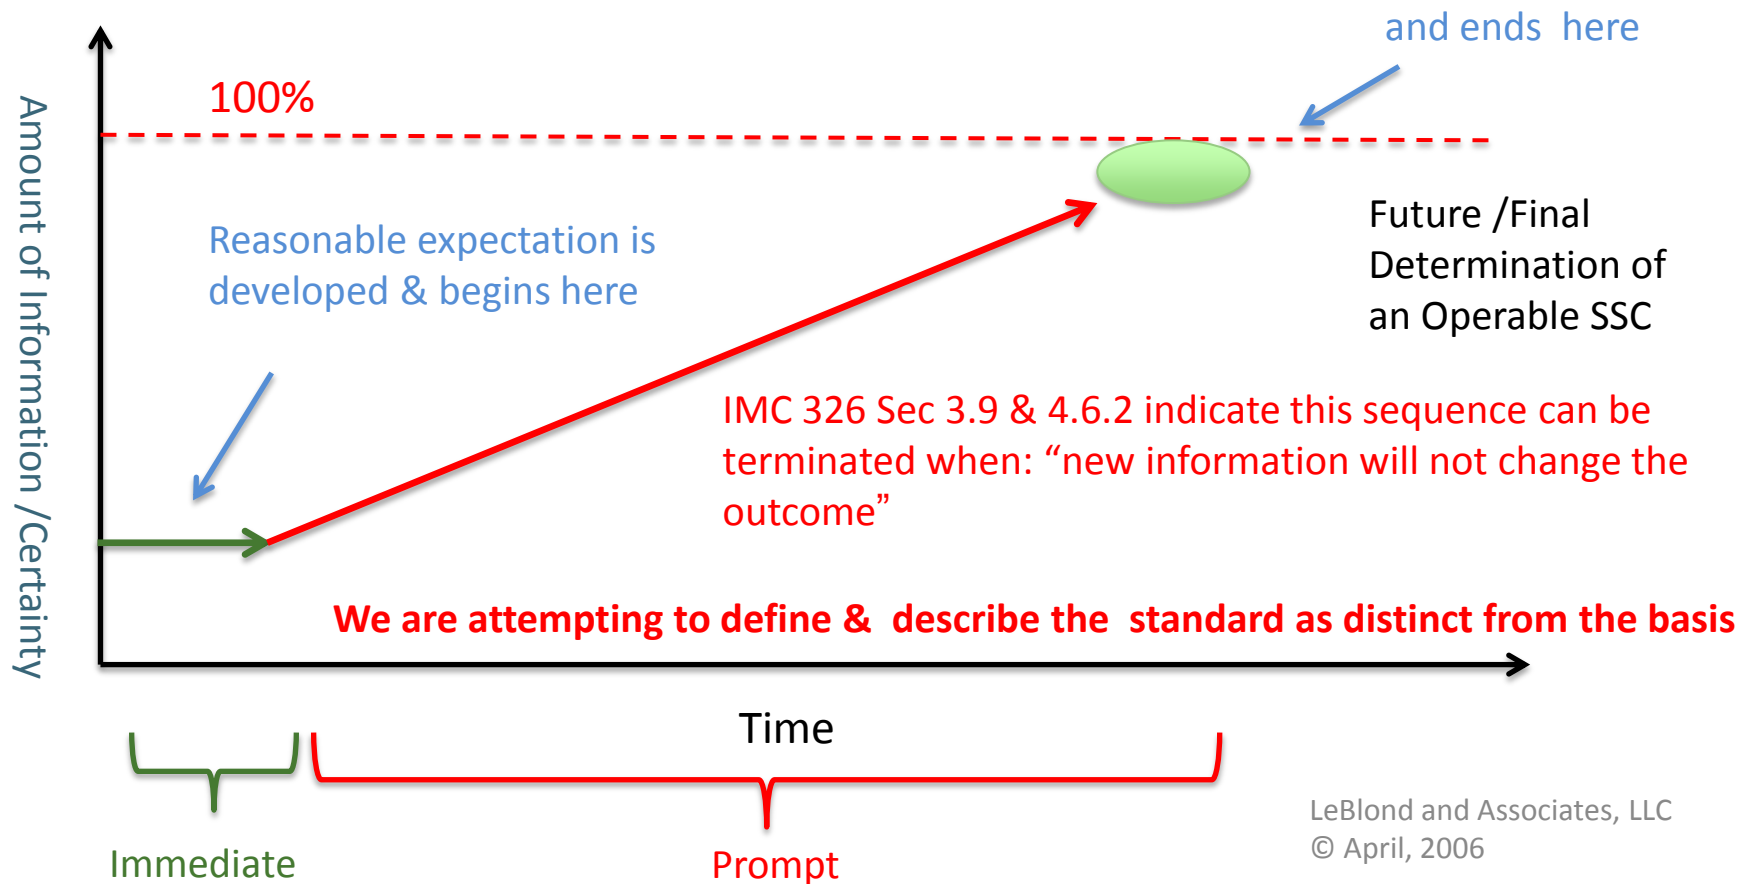 and ends  here
100%
Amount of Information /Certainty
Reasonable expectation is
developed & begins here
Future /Final
Determination of
an Operable SSC
IMC 326 Sec 3.9 & 4.6.2 indicate this sequence can be
terminated when: “new information will not change the
outcome”
We are attempting to define &  describe the  standard as distinct from the basis
Time
Immediate
Prompt
LeBlond and Associates, LLC
© April, 2006